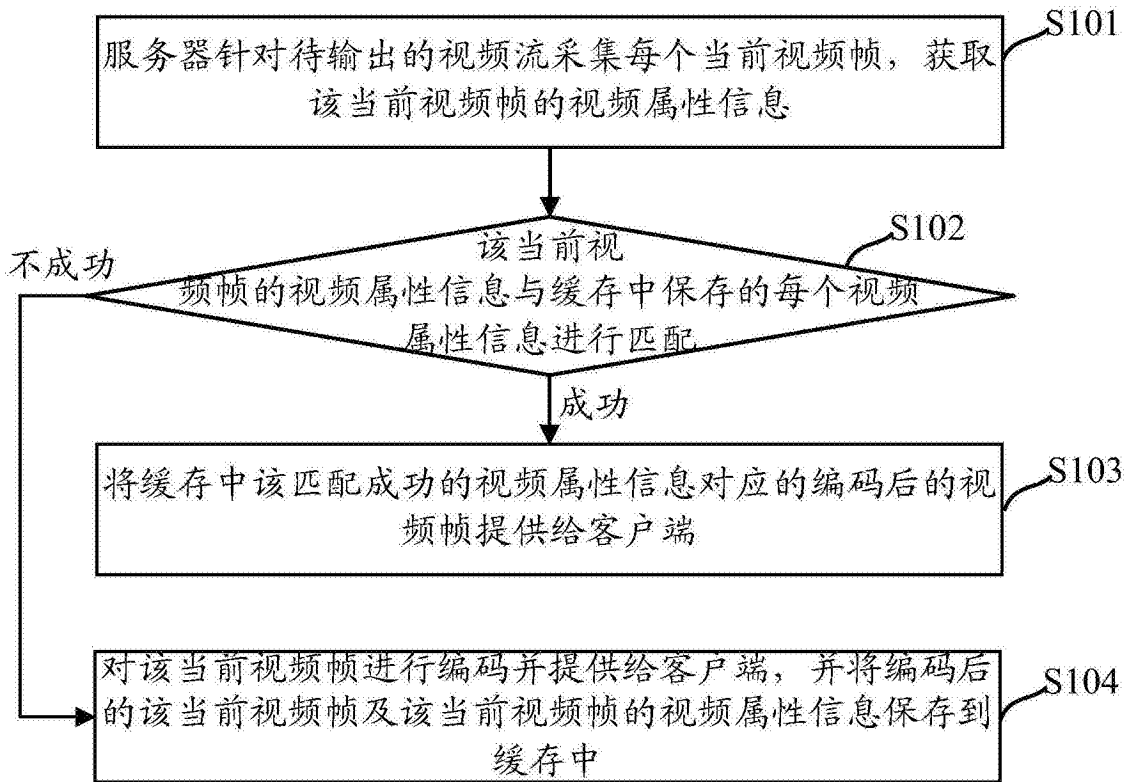 S101
服务器针对待输出的视频流采集每个当前视频帧，获取
该当前视频帧的视频属性信息
S102
该当前视
频帧的视频属性信息与缓存中保存的每个视频
属性信息进行匹配
不成功
成功
S103
将缓存中该匹配成功的视频属性信息对应的编码后的视
频帧提供给客户端
S104
对该当前视频帧进行编码并提供给客户端，并将编码后
的该当前视频帧及该当前视频帧的视频属性信息保存到
缓存中